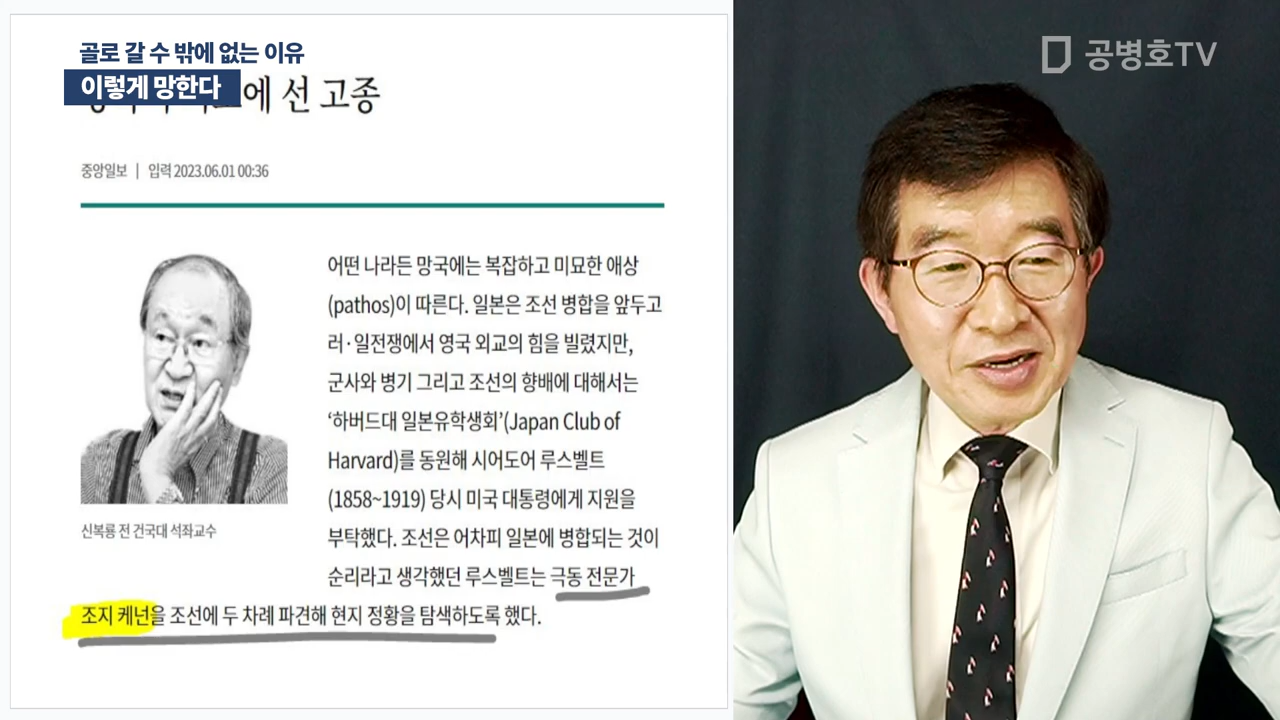 골로 갈 수 밖에 없는 이유
이렇게 망한다
에 선 고종
중앙일보 | 입력 2023.06.01 00:36
어떤 나라든 망국에는 복잡하고 미묘한 애상
(pathos)이 따른다. 일본은 조선 병합을 앞두고
러·일전쟁에서 영국 외교의 힘을 빌렸지만,
군사와 병기 그리고 조선의 향배에 대해서는
‘하버드대 일본유학생회’(Japan Club of
Harvard)를 동원해 시어도어 루스벨트
(1858~1919) 당시 미국 대통령에게 지원을
부탁했다. 조선은 어차피 일본에 병합되는 것이
순리라고 생각했던 루스벨트는 극동 전문가
조지 케넌을 조선에 두 차례 파견해 현지 정황을 탐색하도록 했다.
신복룡 전 건국대 석좌교수
공병호TV